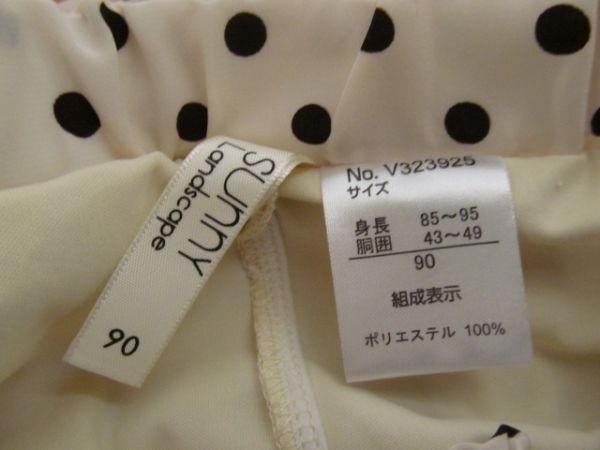 sunny
Landscape
90
No. V323925
サイズ
身長 85～95
胴囲 43～49
90
組成表示
ポリエステル 100%